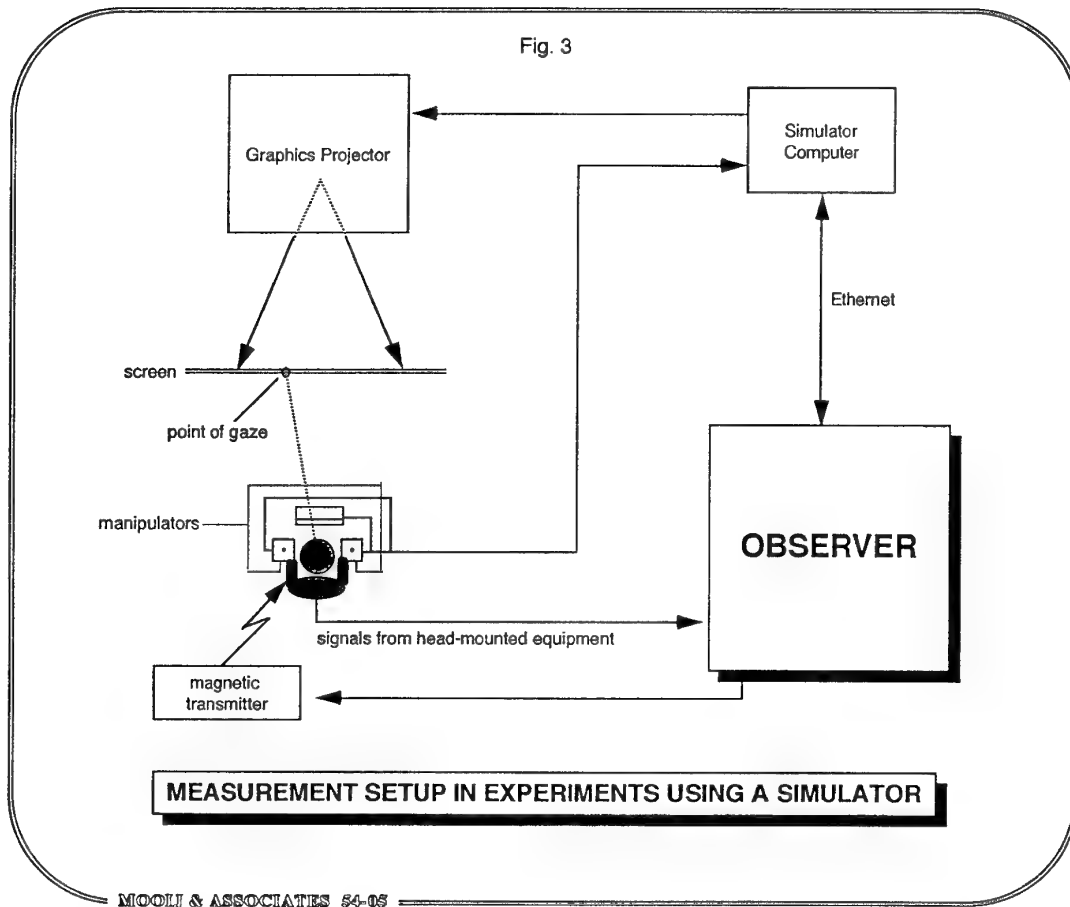 Fig. 3
Graphics Projector
Simulator
Computer
Ethernet
screen
point of gaze
manipulators
OBSERVER
signals from head-mounted equipment
magnetic
transmitter
MEASUREMENT SETUP IN EXPERIMENTS USING A SIMULATOR
MOOIJ & ASSOCIATES 54-05